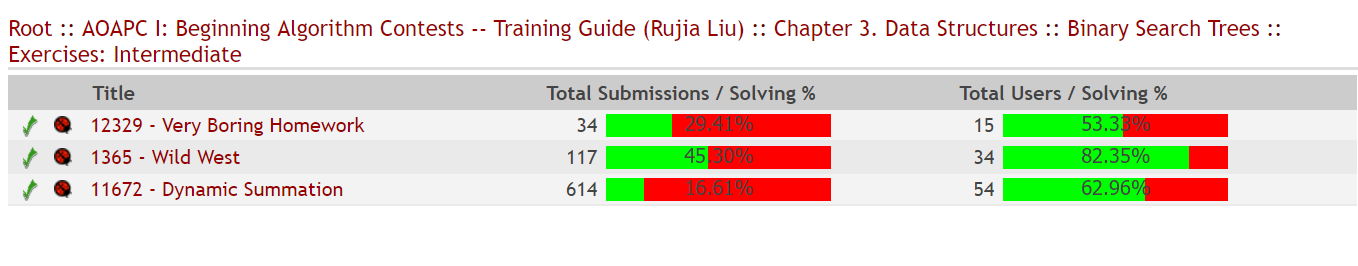 Root :: AOAPC I: Beginning Algorithm Contests -- Training Guide (Rujia Liu) :: Chapter 3. Data Structures :: Binary Search Trees ::
Exercises: Intermediate
Title Total Submissions / Solving % Total Users / Solving %
12329 - Very Boring Homework 34 29.41% 15 53.33%
1365 - Wild West 117 45.30% 34 82.35%
11672 - Dynamic Summation 614 16.61% 54 62.96%